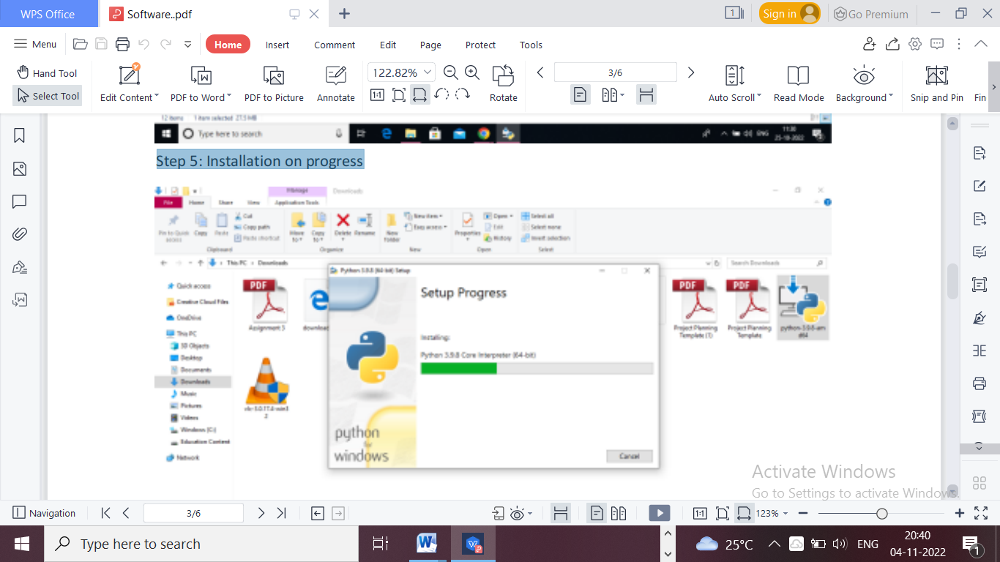 WPS Office
Software..pdf
1
Sign in
Go Premium
Menu
Home
Insert
Comment
Edit
Page
Protect
Tools
Hand Tool
Select Tool
Edit Content
PDF to Word
PDF to Picture
Annotate
122.82%
1:1
Rotate
3/6
Auto Scroll
Read Mode
Background
Snip and Pin
Fin
12 items 1 item selected 27.5 MB
Type here to search
ENG
11:30
25-10-2022
Step 5: Installation on progress
Manage
Downloads
File
Home
Share
View
Application Tools
Pin to Quick access
Copy
Paste
Cut
Copy path
Paste shortcut
Move to
Copy to
Delete
Rename
New folder
New item
Easy access
Properties
Open
Edit
History
Select all
Select none
Invert selection
Clipboard
Organize
New
Open
Select
This PC
Downloads
Search Downloads
Quick access
Creative Cloud Files
OneDrive
This PC
3D Objects
Desktop
Documents
Downloads
Music
Pictures
Videos
Windows (C:)
Education Content
Network
PDF
Assignment 5
download
vlc-3.0.17.4-win3
2
Python 3.9.8 (64-bit) Setup
Setup Progress
Installing:
Python 3.9.8 Core Interpreter (64-bit)
python
for
windows
Cancel
PDF
Project Planning
Template (1)
PDF
Project Planning
Template
python-3.9.8-am
d64
Activate Windows
Go to Settings to activate Windows.
Navigation
3/6
1:1
123%
Type here to search
25°C
ENG
20:40
04-11-2022
1